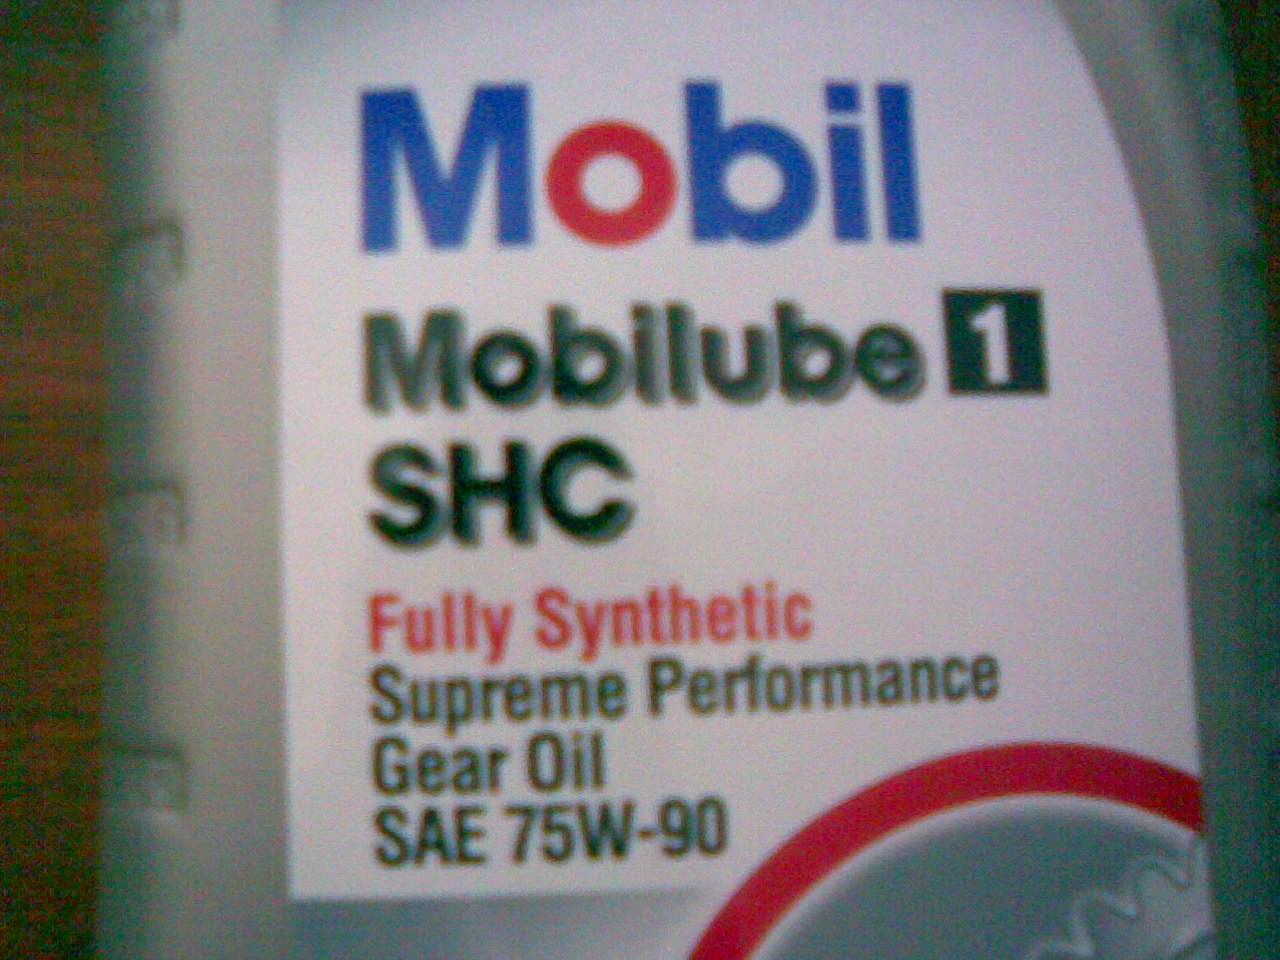 Mobil
Mobilube 1
SHC
Fully Synthetic
Supreme Performance
Gear Oil
SAE 75W-90